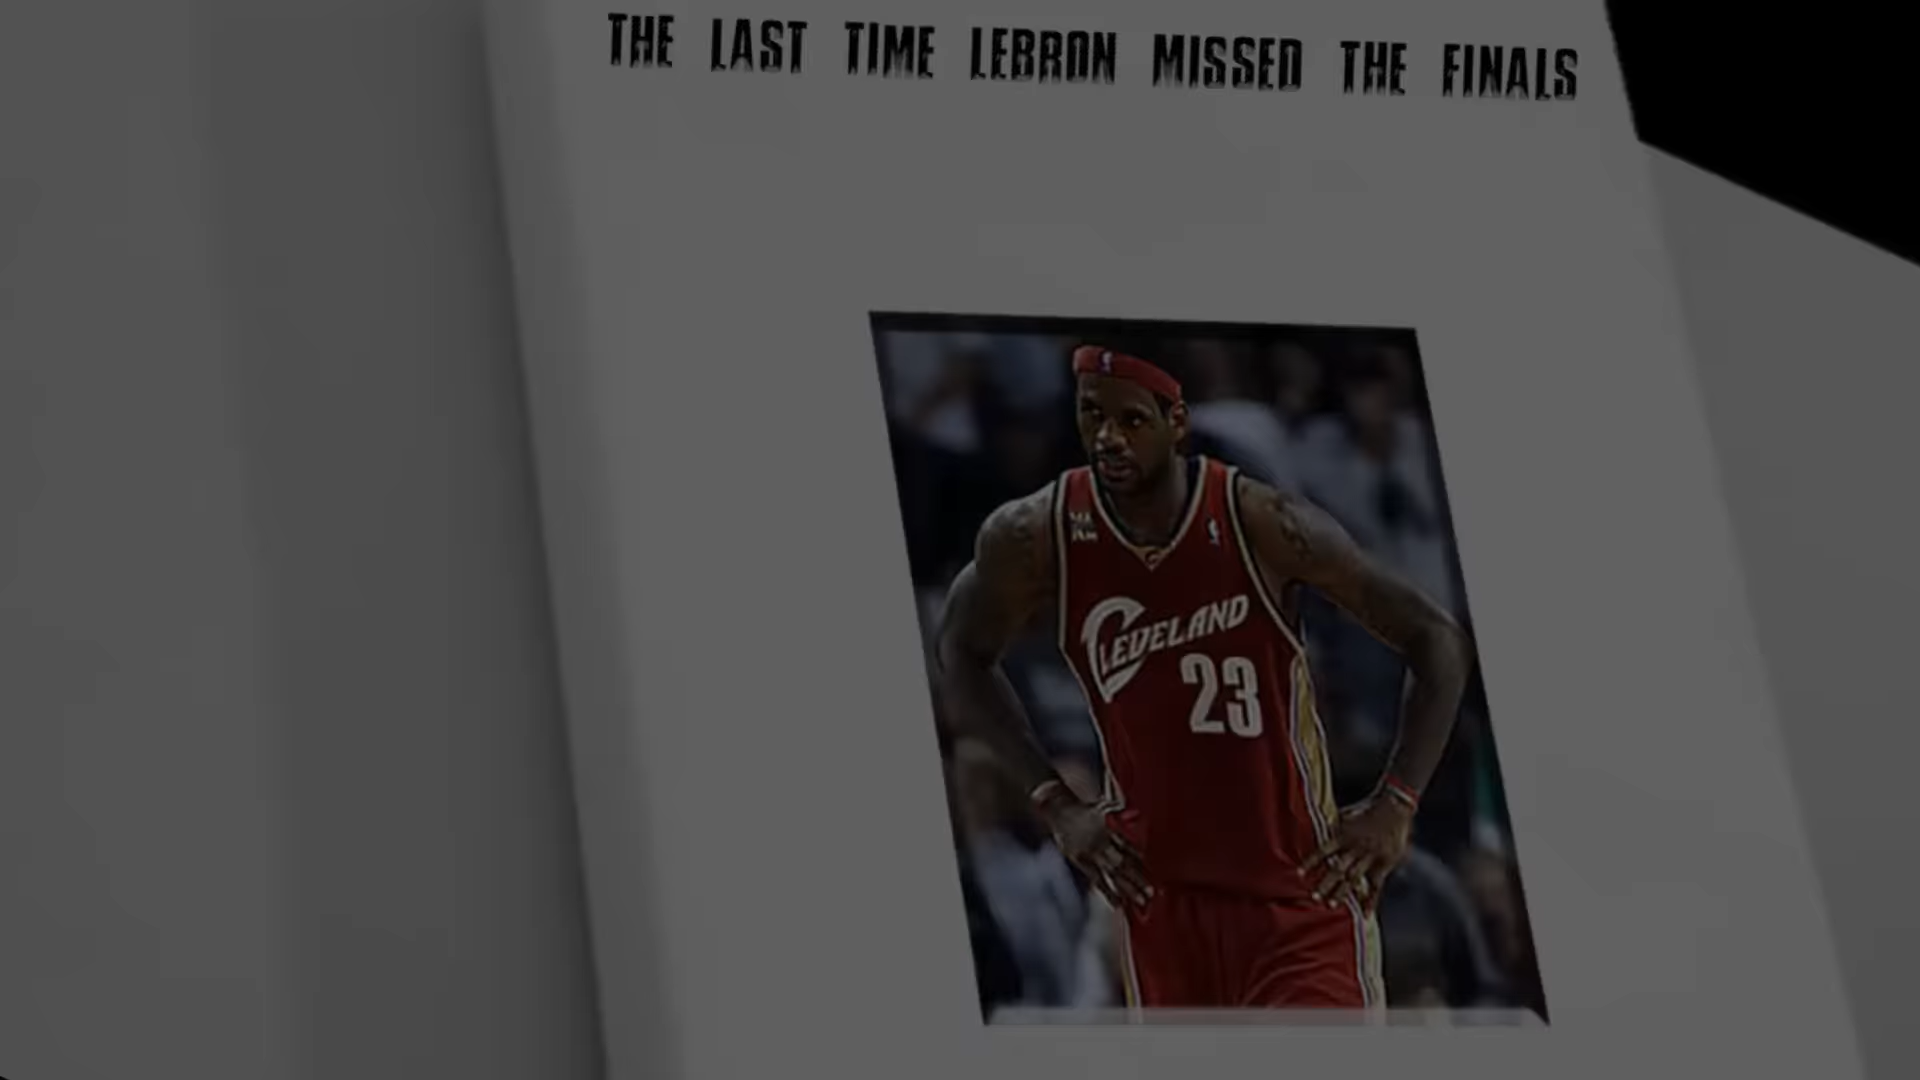 THE LAST TIME LEBRON MISSED THE FINALS
CLEVELAND
23